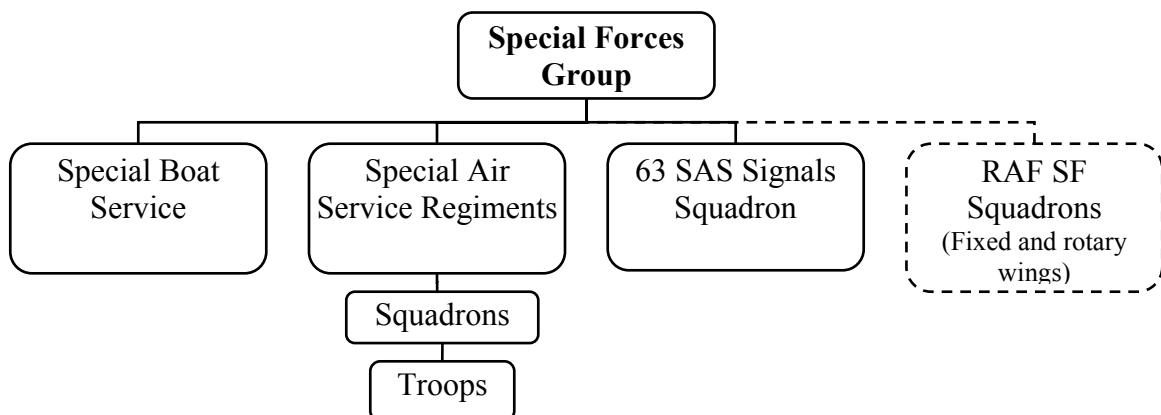 Special Forces
Group
Special Boat
Service
Special Air
Service Regiments
63 SAS Signals
Squadron
RAF SF
Squadrons
(Fixed and rotary
wings)
Squadrons
Troops